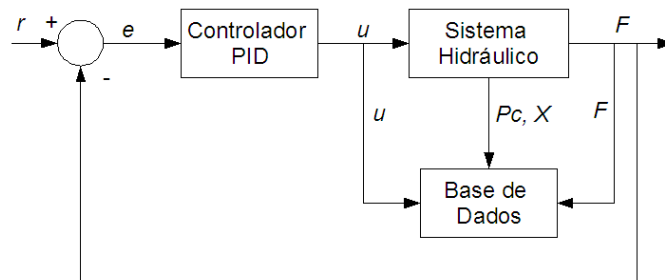 r
+
-
e
Controlador
PID
u
Sistema
Hidráulico
F
u
Pc, X
F
Base de
Dados